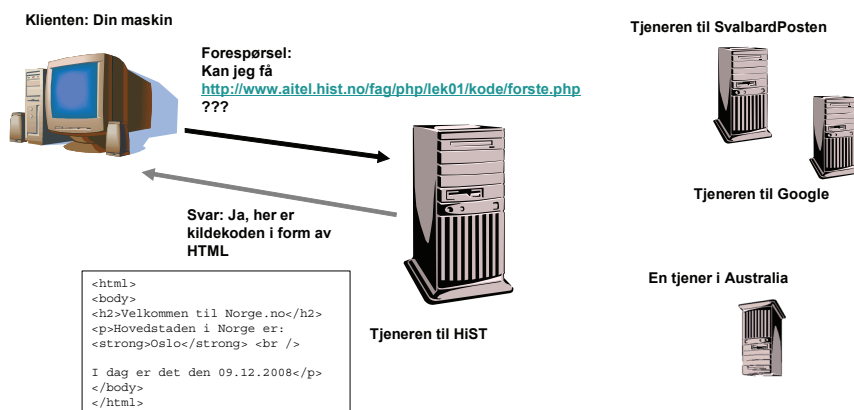 Klienten: Din maskin
Forespørsel:
Kan jeg få
http://www.aitel.hist.no/fag/php/lek01/kode/forste.php
???
Svar: Ja, her er
kildekoden i form av
HTML
<html>
<body>
<h2>Velkommen til Norge.no</h2>
<p>Hovedstaden i Norge er:
<strong>Oslo</strong> <br />
I dag er det den 09.12.2008</p>
</body>
</html>
Tjeneren til HiST
Tjeneren til SvalbardPosten
Tjeneren til Google
En tjener i Australia